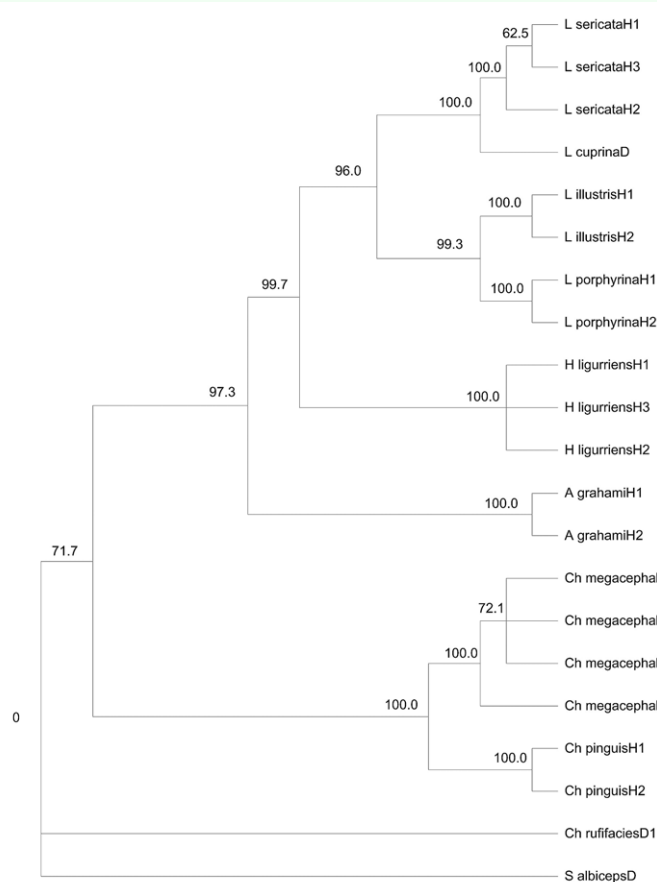 L sericataH1
62.5
L sericataH3
100.0
L sericataH2
100.0
L cuprinaD
96.0
L illustrisH1
100.0
L illustrisH2
99.3
L porphyrinaH1
100.0
L porphyrinaH2
99.7
H ligurriensH1
100.0
H ligurriensH3
97.3
H ligurriensH2
A grahamiH1
100.0
A grahamiH2
71.7
Ch megacephal
72.1
Ch megacephal
100.0
Ch megacephal
100.0
Ch megacephal
0
Ch pinguisH1
100.0
Ch pinguisH2
Ch rufifaciesD1
S albicepsD